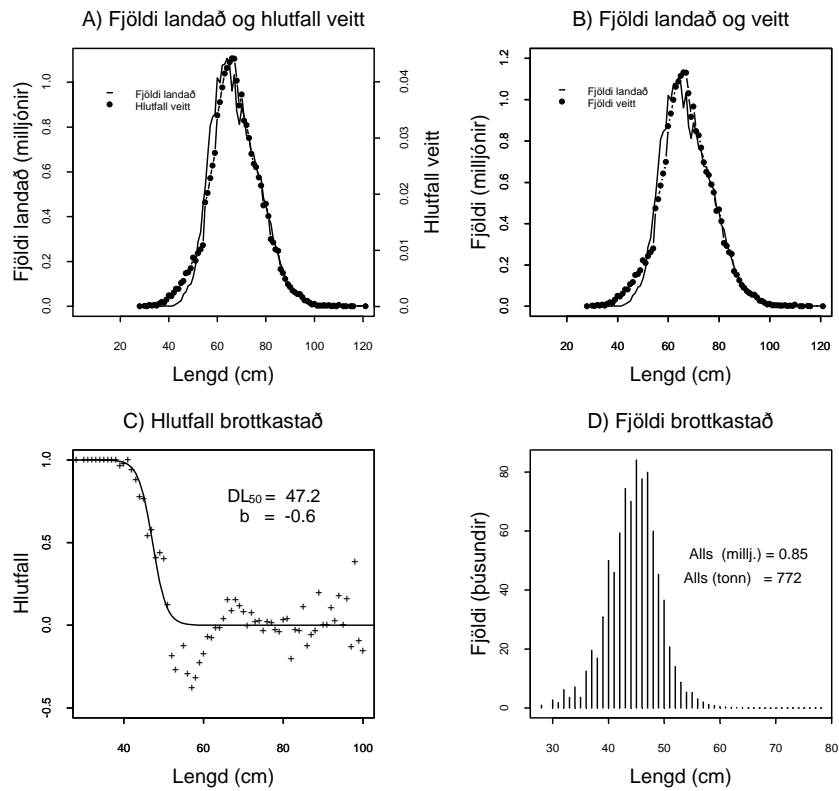 A) Fjöldi landað og hlutfall veitt
Fjöldi landað (milljónir)
1.0
0.8
0.6
0.4
0.2
0.0
Fjöldi landað
Hlutfall veitt
0.04
0.03
0.02
0.01
0.00
Hlutfall veitt
20 40 60 80 100 120
Lengd (cm)
B) Fjöldi landað og veitt
Fjöldi (milljónir)
1.2
1.0
0.8
0.6
0.4
0.2
0.0
Fjöldi landað
Fjöldi veitt
20 40 60 80 100 120
Lengd (cm)
C) Hlutfall brottkastað
Hlutfall
1.0
0.5
0.0
-0.5
DL50 = 47.2
b = -0.6
40 60 80 100
Lengd (cm)
D) Fjöldi brottkastað
Fjöldi (þúsundir)
80
60
40
20
0
Alls (millj.) = 0.85
Alls (tonn) = 772
30 40 50 60 70 80
Lengd (cm)